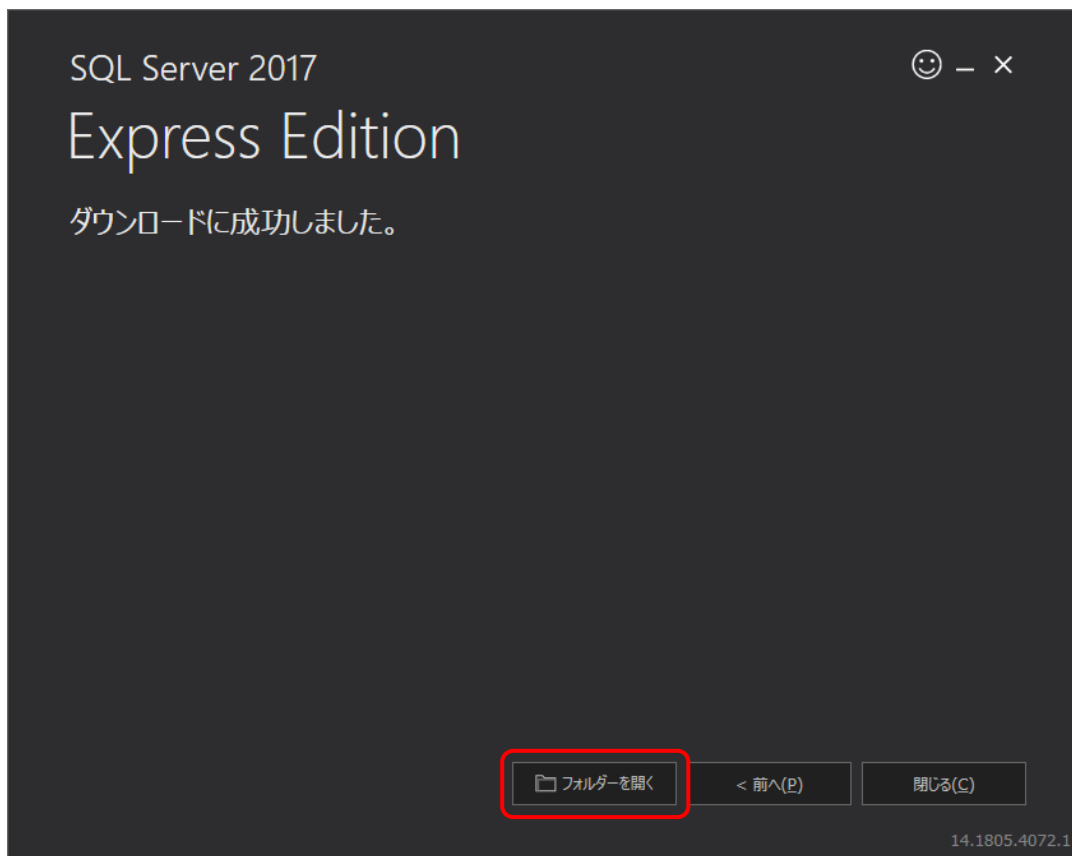 SQL Server 2017
Express Edition
ダウンロードに成功しました。
フォルダーを開く
< 前へ(P)
閉じる(C)
14.1805.4072.1